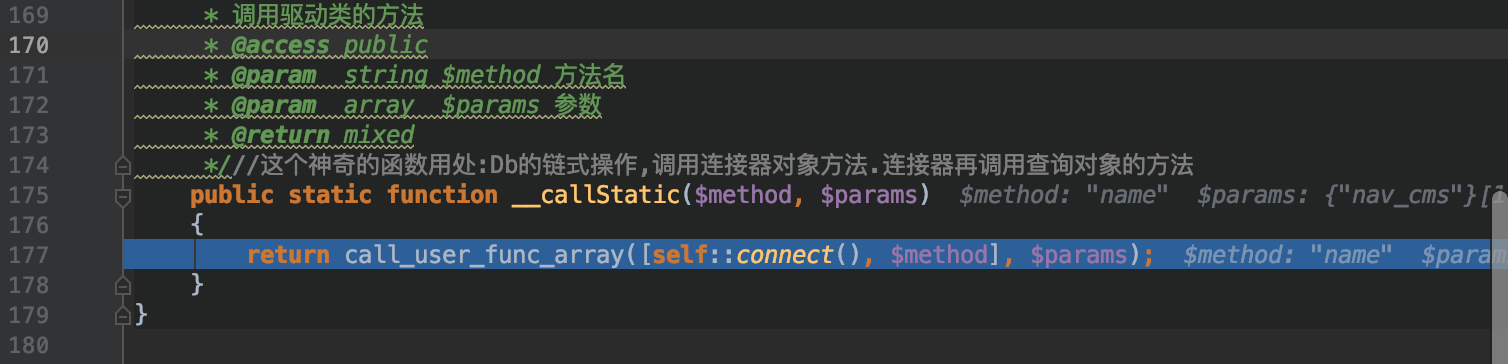 169 * 调用驱动类的方法
170 * @access public
171 * @param  string $method 方法名
172 * @param  array  $params 参数
173 * @return mixed
174 *///这个神奇的函数用处:Db的链式操作,调用连接器对象方法.连接器再调用查询对象的方法
175 public static function __callStatic($method, $params)  $method: "name"  $params: {"nav_cms"}[1
176 {
177 return call_user_func_array([self::connect(), $method], $params);  $method: "name"  $param
178 }
179 }
180